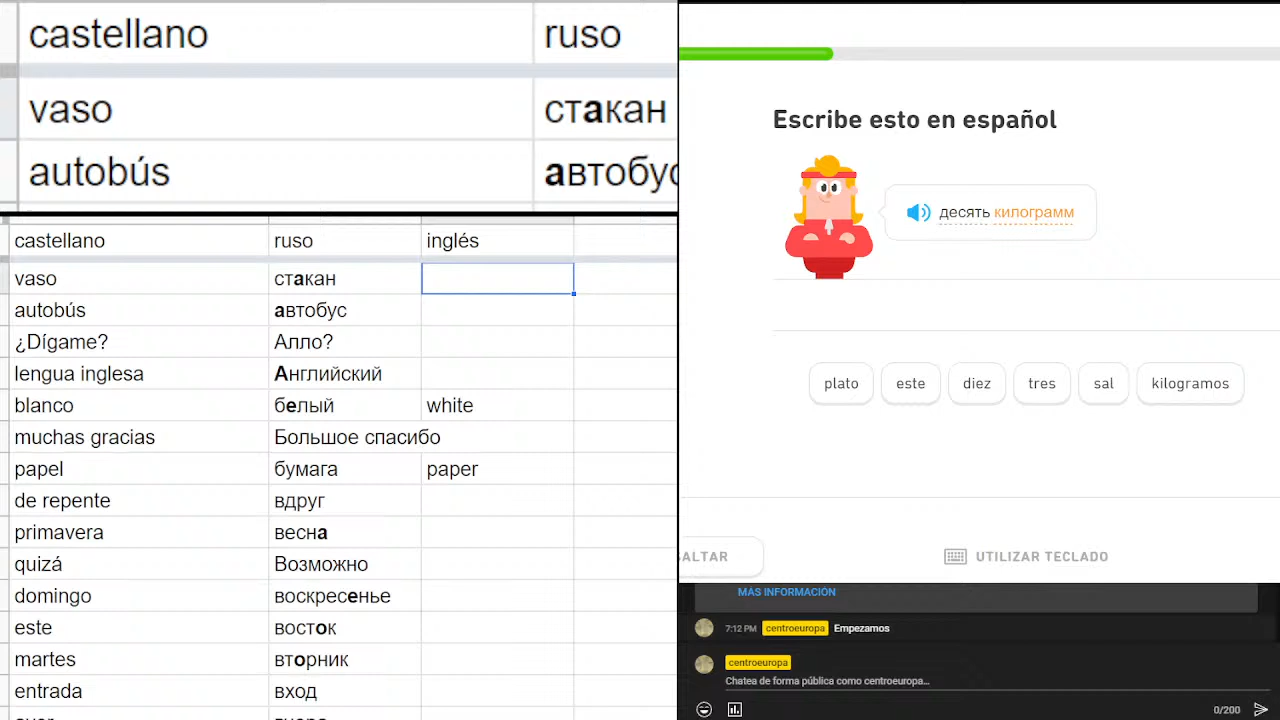 castellano ruso
vaso стакан
autobús автобус
castellano ruso inglés
vaso стакан
autobús автобус
¿Dígame? Алло?
lengua inglesa Английский
blanco белый white
muchas gracias Большое спасибо
papel бумага paper
de repente вдруг
primavera весна
quizá Возможно
domingo воскресенье
este восток
martes вторник
entrada вход
Escribe esto en español
десять килограмм
plato este diez tres sal kilogramos
ALTAR UTILIZAR TECLADO
MÁS INFORMACIÓN
7:12 PM centroeuropa Empezamos
centroeuropa
Chatea de forma pública como centroeuropa...
0/200